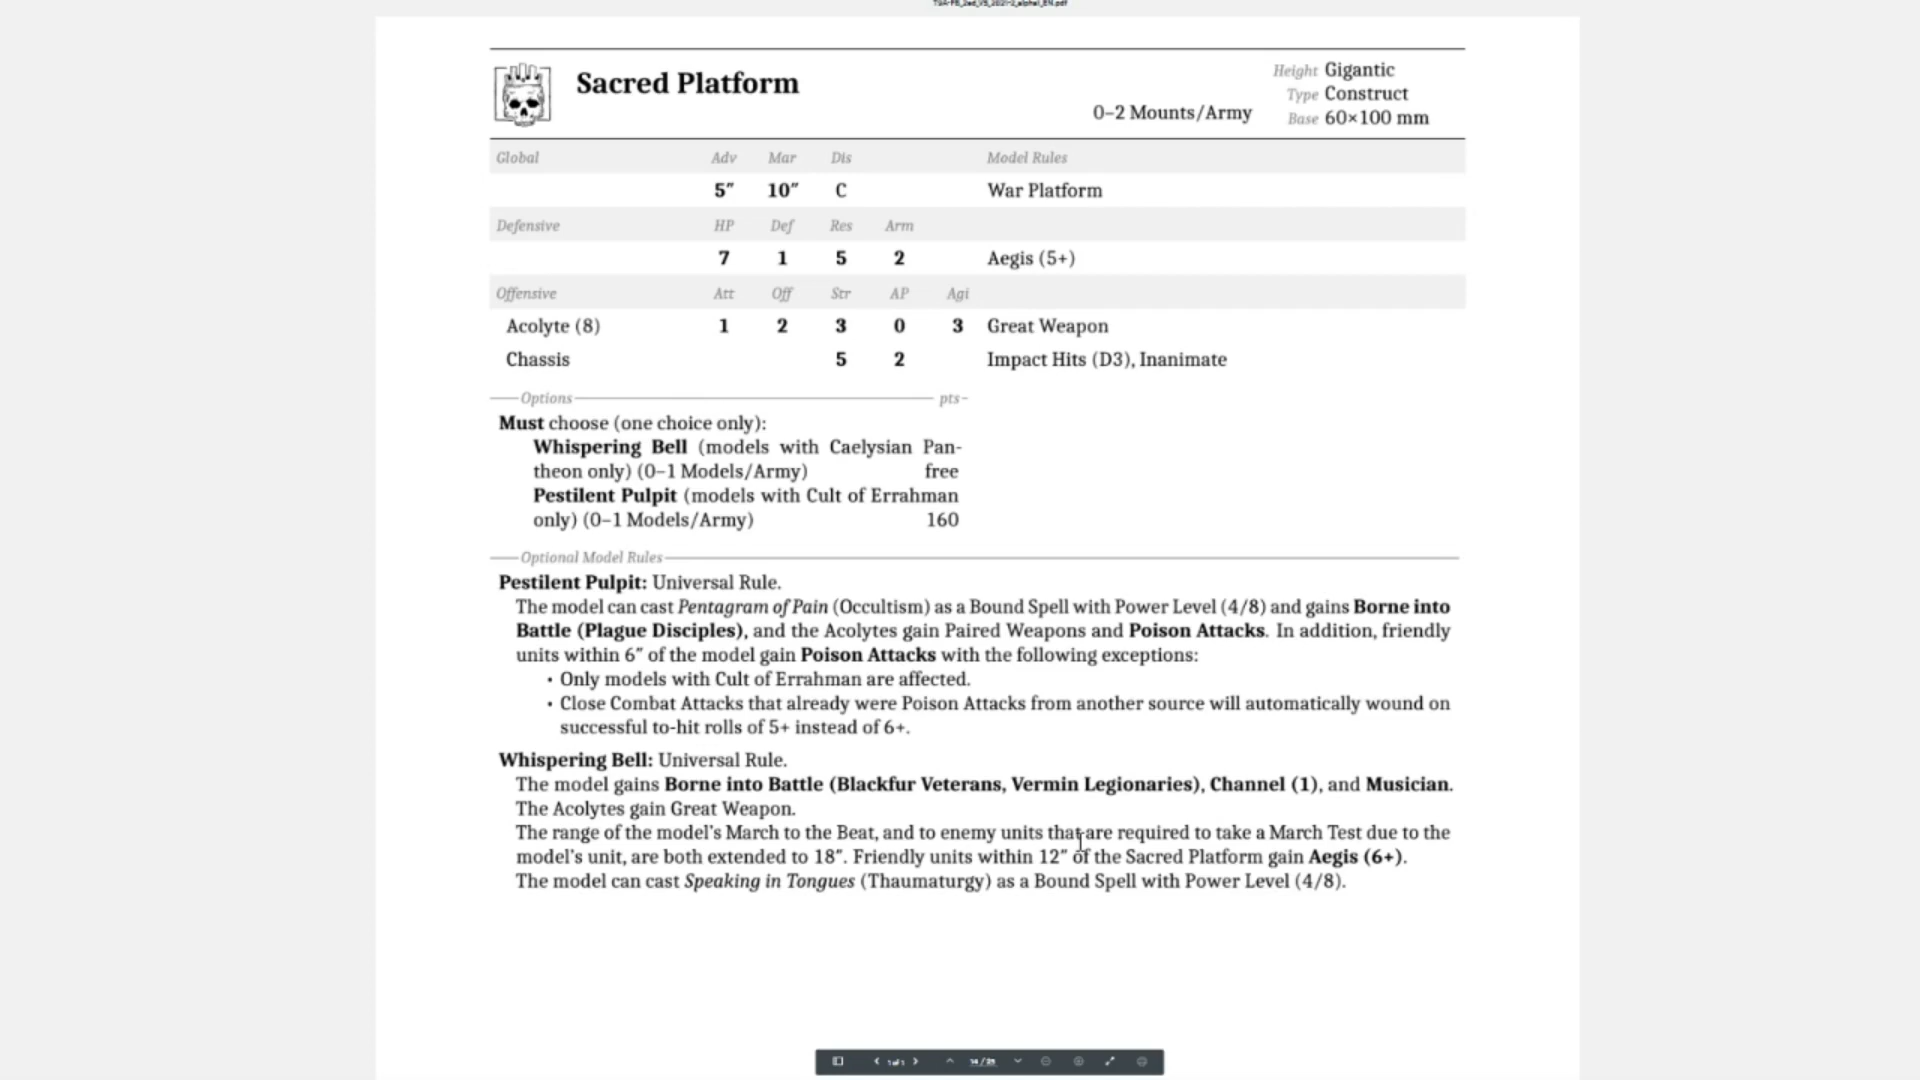 Sacred Platform
0–2 Mounts/Army
Height Gigantic
Type Construct
Base 60×100 mm
Global Adv Mar Dis Model Rules
5″ 10″ C War Platform
Defensive HP Def Res Arm
7 1 5 2 Aegis (5+)
Offensive Att Off Str AP Agi
Acolyte (8) 1 2 3 0 3 Great Weapon
Chassis 5 2 Impact Hits (D3), Inanimate
Options pts
Must choose (one choice only):
Whispering Bell (models with Caelysian Pan-
theon only) (0–1 Models/Army) free
Pestilent Pulpit (models with Cult of Errahman
only) (0–1 Models/Army) 160
Optional Model Rules
Pestilent Pulpit: Universal Rule.
The model can cast Pentagram of Pain (Occultism) as a Bound Spell with Power Level (4/8) and gains Borne into
Battle (Plague Disciples), and the Acolytes gain Paired Weapons and Poison Attacks. In addition, friendly
units within 6″ of the model gain Poison Attacks with the following exceptions:
• Only models with Cult of Errahman are affected.
• Close Combat Attacks that already were Poison Attacks from another source will automatically wound on
successful to-hit rolls of 5+ instead of 6+.
Whispering Bell: Universal Rule.
The model gains Borne into Battle (Blackfur Veterans, Vermin Legionaries), Channel (1), and Musician.
The Acolytes gain Great Weapon.
The range of the model's March to the Beat, and to enemy units that are required to take a March Test due to the
model's unit, are both extended to 18″. Friendly units within 12″ of the Sacred Platform gain Aegis (6+).
The model can cast Speaking in Tongues (Thaumaturgy) as a Bound Spell with Power Level (4/8).